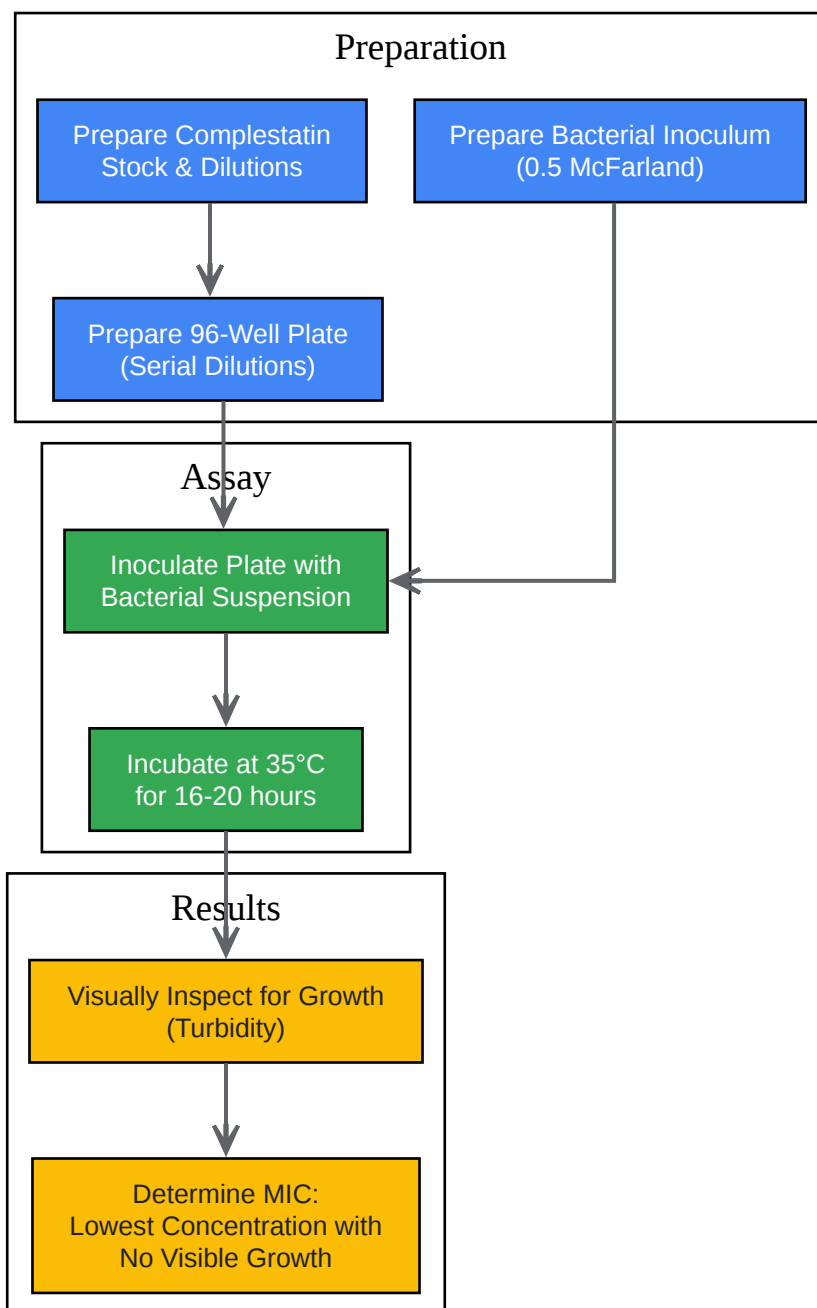 Preparation
Prepare Complestatin
Stock & Dilutions
Prepare Bacterial Inoculum
(0.5 McFarland)
Prepare 96-Well Plate
(Serial Dilutions)
Assay
Inoculate Plate with
Bacterial Suspension
Incubate at 35°C
for 16-20 hours
Results
Visually Inspect for Growth
(Turbidity)
Determine MIC:
Lowest Concentration with
No Visible Growth